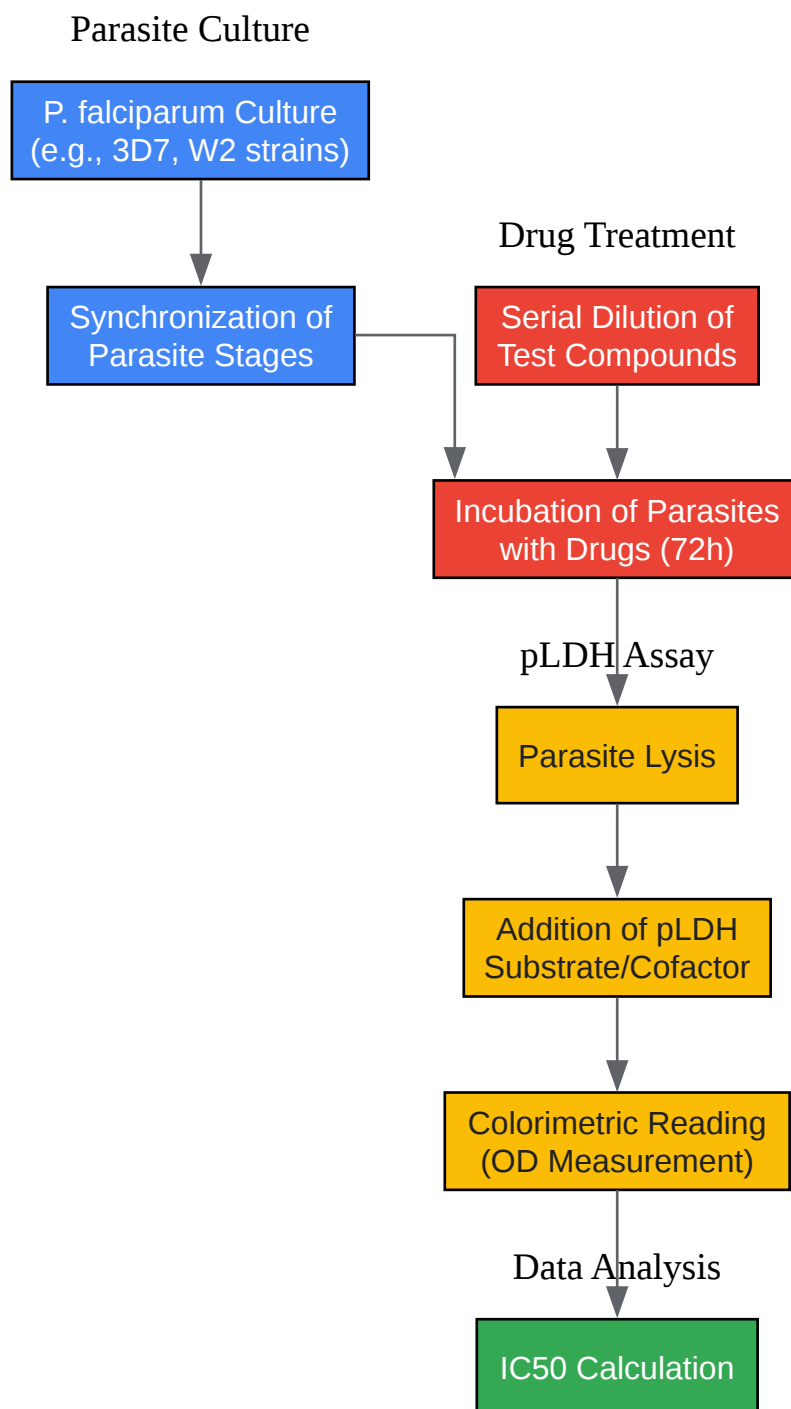 Parasite Culture
P. falciparum Culture
(e.g., 3D7, W2 strains)
Drug Treatment
Synchronization of
Parasite Stages
Serial Dilution of
Test Compounds
Incubation of Parasites
with Drugs (72h)
pLDH Assay
Parasite Lysis
Addition of pLDH
Substrate/Cofactor
Colorimetric Reading
(OD Measurement)
Data Analysis
IC50 Calculation